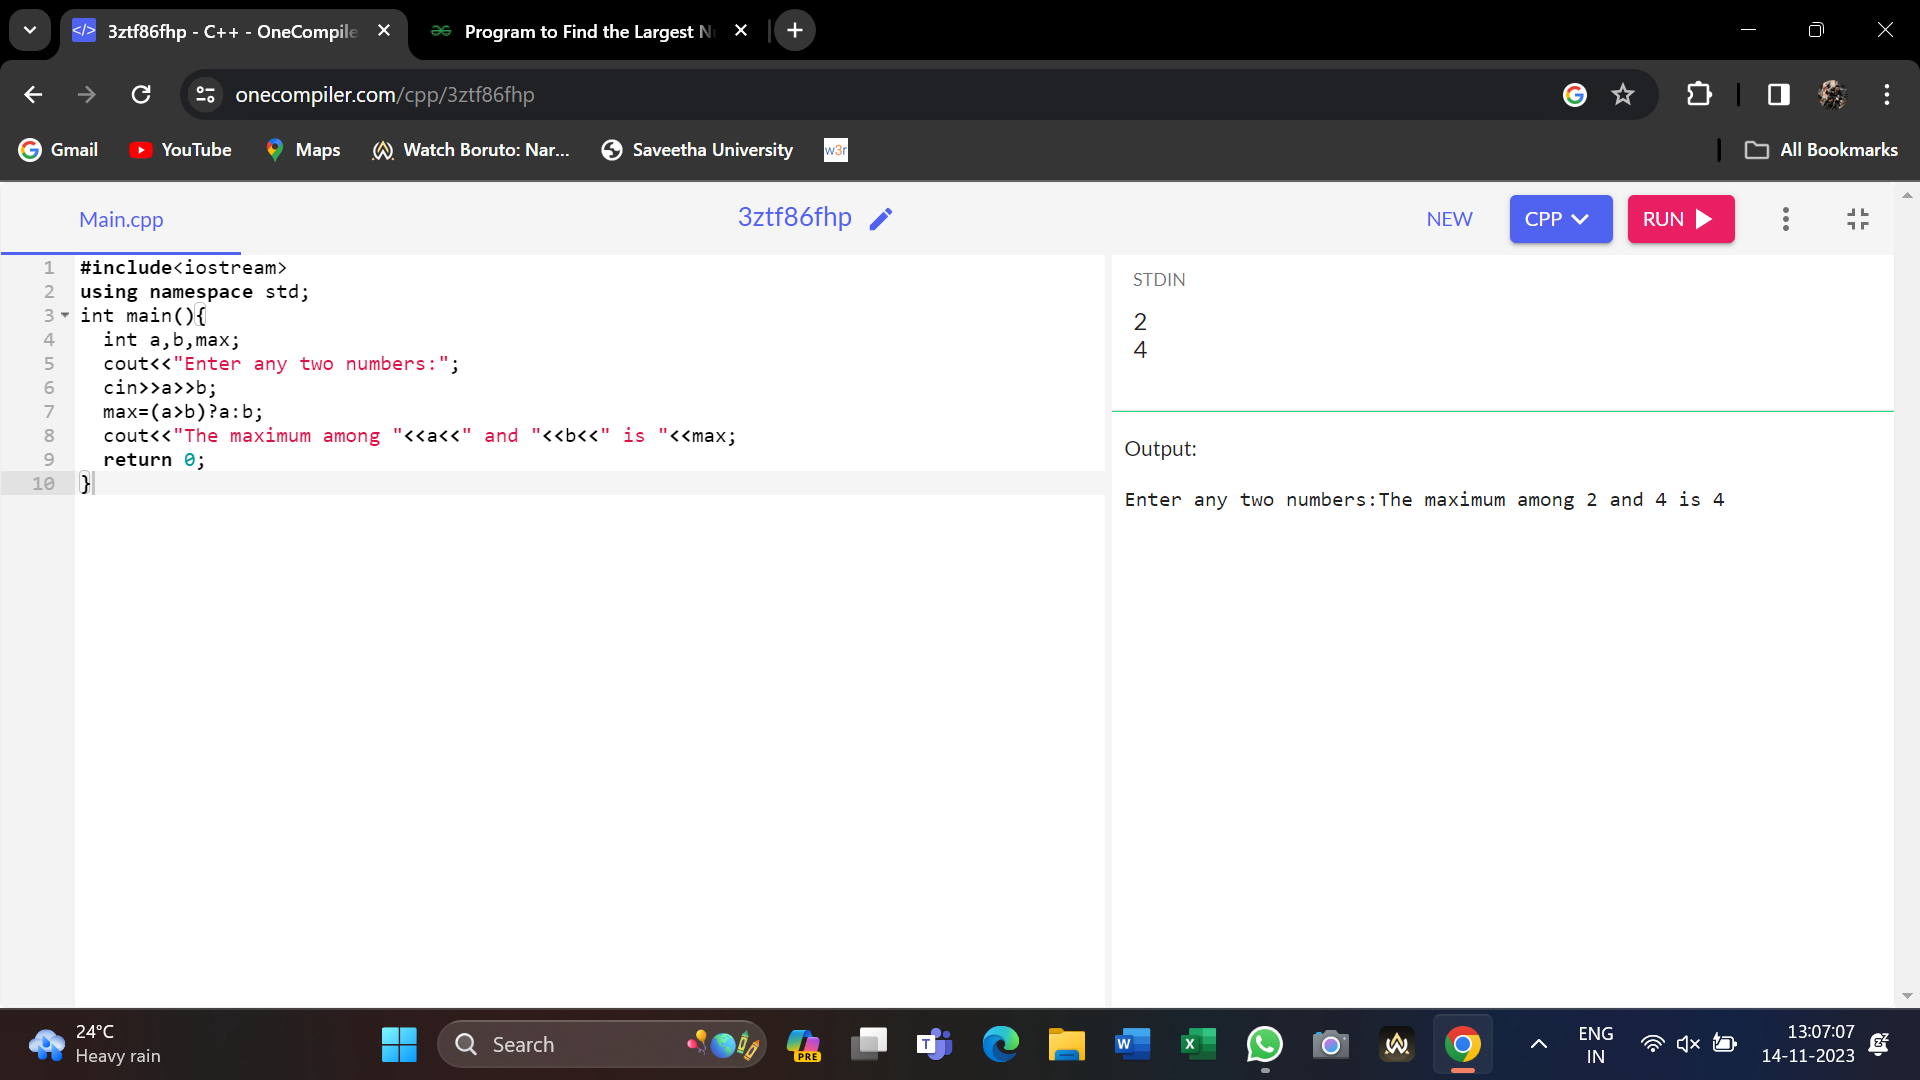 3ztf86fhp - C++ - OneCompile
Program to Find the Largest N
onecompiler.com/cpp/3ztf86fhp
Gmail
YouTube
Maps
Watch Boruto: Nar...
Saveetha University
w3r
All Bookmarks
Main.cpp
3ztf86fhp
NEW
CPP
RUN
1 #include<iostream>
2 using namespace std;
3 int main(){
4 int a,b,max;
5 cout<<"Enter any two numbers:";
6 cin>>a>>b;
7 max=(a>b)?a:b;
8 cout<<"The maximum among "<<a<<" and "<<b<<" is "<<max;
9 return 0;
10 }
STDIN
2
4
Output:
Enter any two numbers:The maximum among 2 and 4 is 4
24°C
Heavy rain
Search
PRE
ENG
IN
13:07:07
14-11-2023